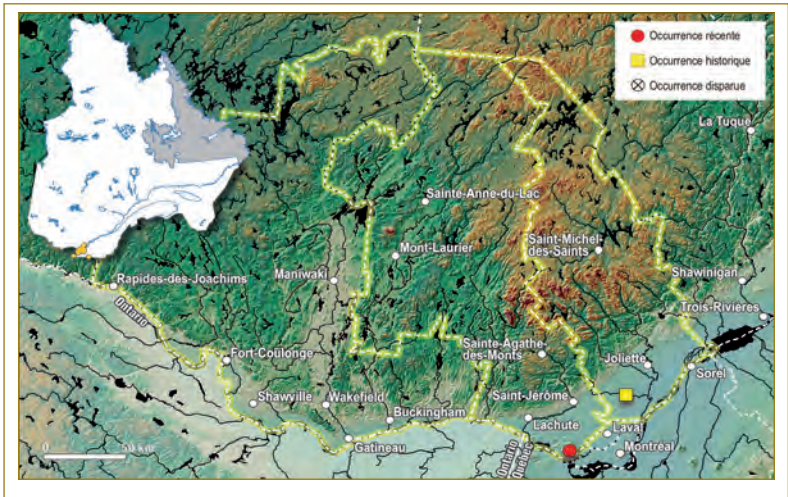 Occurrence récente
Occurrence historique
Occurrence disparue
La Tuque
Sainte-Anne-du-Lac
Mont-Laurier
Saint-Michel
des-Saints
Maniwaki
Shawinigan
Rapides-des-Joachims
Trois-Rivières
Ontario
Fort-Coulonge
Sainte-Agathe
des-Monts
Joliette
Sorel
Shawville
Wakefield
Saint-Jérôme
Buckingham
Lachute
Laval
Gatineau
Montréal
Ontario
Québec
50 km